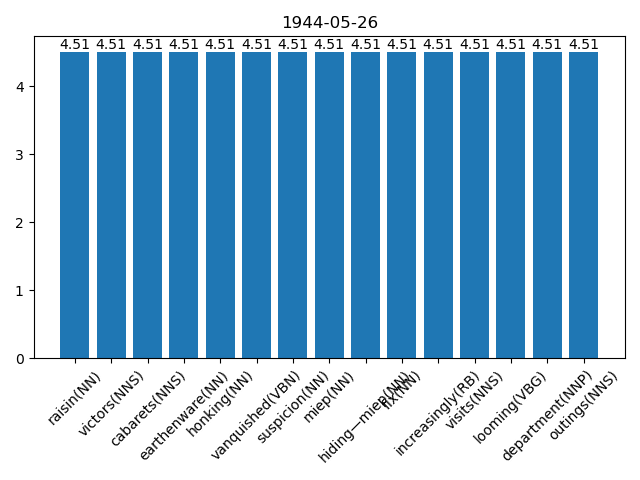 1944-05-26
4.51 4.51 4.51 4.51 4.51 4.51 4.51 4.51 4.51 4.51 4.51 4.51 4.51 4.51 4.51
4
3
2
1
0
raisin(NN)
victors(NNS)
cabarets(NNS)
earthenware(NN)
honking(NN)
vanquished(VBN)
suspicion(NN)
miep(NN)
hiding—miep(NN)
fix(NN)
increasingly(RB)
visits(NNS)
looming(VBG)
department(NNP)
outings(NNS)